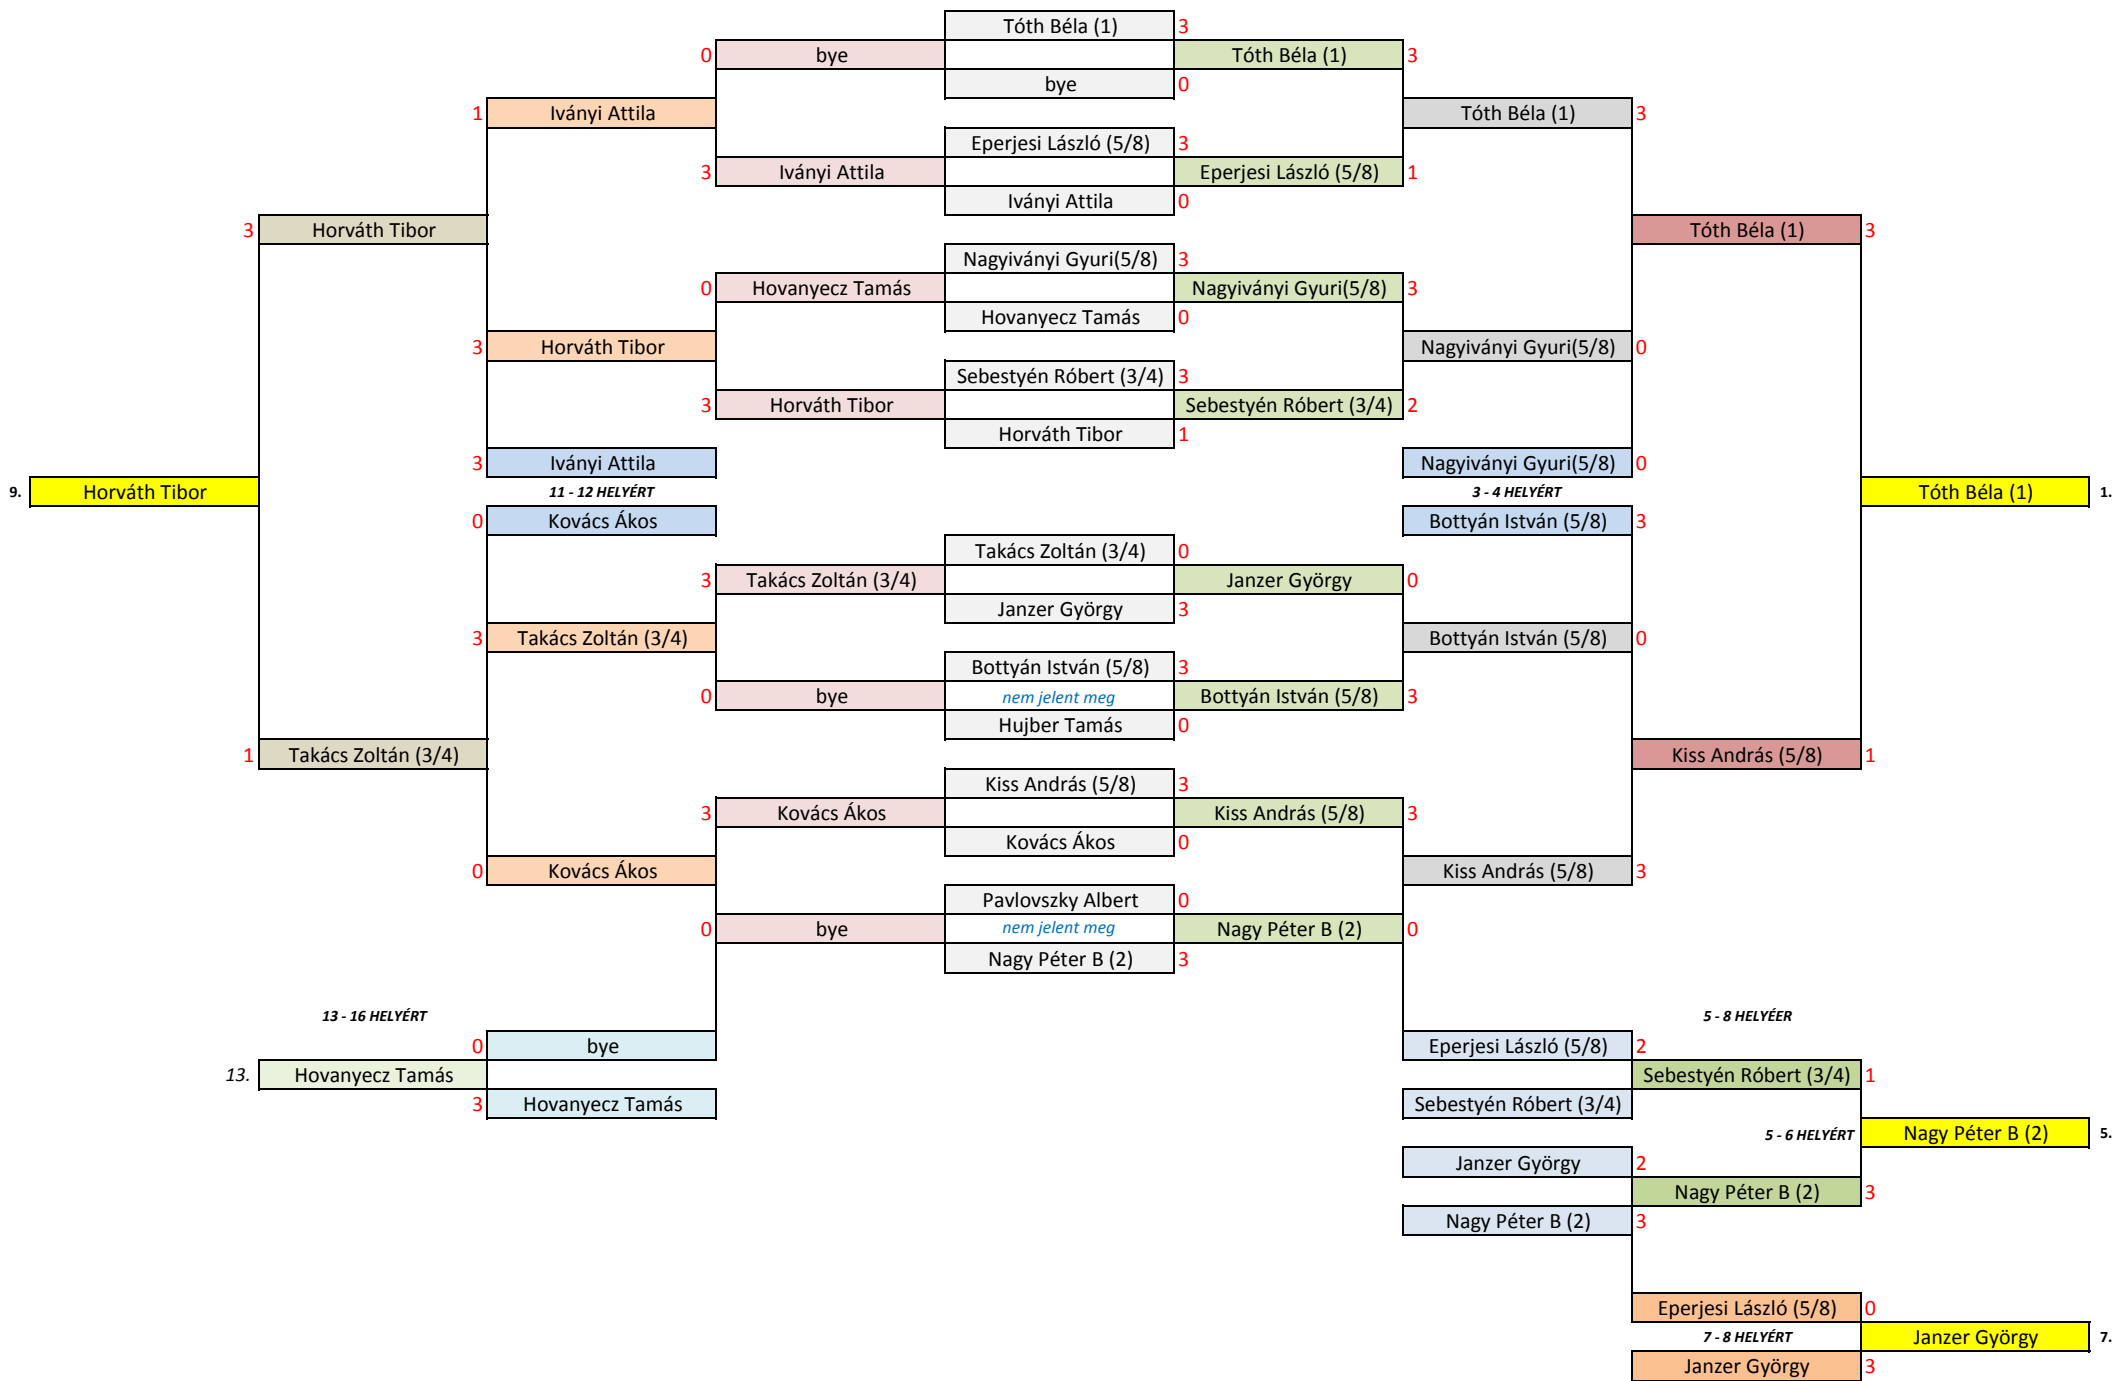 Tóth Béla (1) 3
0 bye Tóth Béla (1) 3
bye 0
1 Iványi Attila Tóth Béla (1) 3
Eperjesi László (5/8) 3
3 Iványi Attila Eperjesi László (5/8) 1
Iványi Attila 0
3 Horváth Tibor Tóth Béla (1) 3
Nagyiványi Gyuri(5/8) 3
0 Hovanyecz Tamás Nagyiványi Gyuri(5/8) 3
Hovanyecz Tamás 0
3 Horváth Tibor Nagyiványi Gyuri(5/8) 0
Sebestyén Róbert (3/4) 3
3 Horváth Tibor Sebestyén Róbert (3/4) 2
Horváth Tibor 1
3 Iványi Attila Nagyiványi Gyuri(5/8) 0
9. Horváth Tibor 11 - 12 HELYÉRT 3 - 4 HELYÉRT Tóth Béla (1) 1.
0 Kovács Ákos Bottyán István (5/8) 3
Takács Zoltán (3/4) 0
3 Takács Zoltán (3/4) Janzer György 0
Janzer György 3
3 Takács Zoltán (3/4) Bottyán István (5/8) 0
Bottyán István (5/8) 3
0 bye nem jelent meg Bottyán István (5/8) 3
Hujber Tamás 0
1 Takács Zoltán (3/4) Kiss András (5/8) 1
Kiss András (5/8) 3
3 Kovács Ákos Kiss András (5/8) 3
Kovács Ákos 0
0 Kovács Ákos Kiss András (5/8) 3
Pavlovszky Albert 0
0 bye nem jelent meg Nagy Péter B (2) 0
Nagy Péter B (2) 3
13 - 16 HELYÉRT 5 - 8 HELYÉER
0 bye Eperjesi László (5/8) 2
13. Hovanyecz Tamás Sebestyén Róbert (3/4) 1
3 Hovanyecz Tamás Sebestyén Róbert (3/4)
5 - 6 HELYÉRT Nagy Péter B (2) 5.
Janzer György 2
Nagy Péter B (2) 3
Nagy Péter B (2) 3
Eperjesi László (5/8) 0
7 - 8 HELYÉRT Janzer György 7.
Janzer György 3